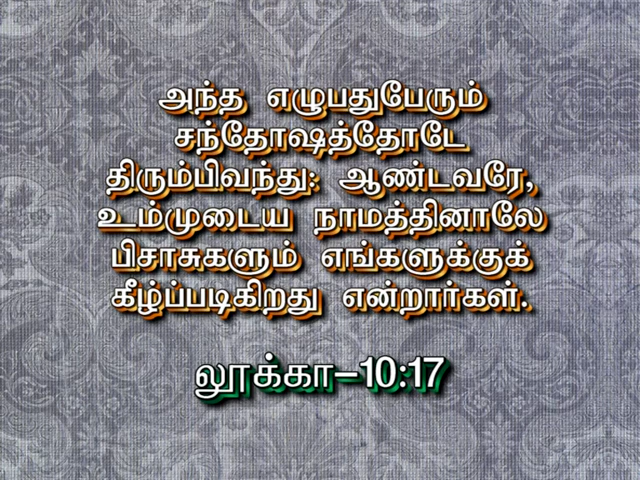 அந்த எழுபதுபேரும்
சந்தோஷத்தோடே
திரும்பிவந்து: ஆண்டவரே,
உம்முடைய நாமத்தினாலே
பிசாசுகளும் எங்களுக்குக்
கீழ்ப்படிகிறது என்றார்கள்.
லூக்கா-10:17